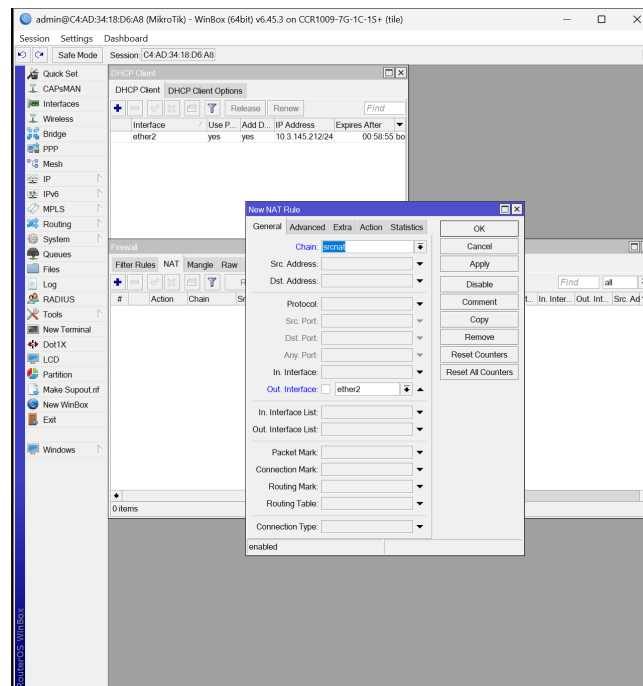 admin@C4:AD:34:18:D6:A8 (MikroTik) - WinBox (64bit) v6.45.3 on CCR1009-7G-1C-1S+ (tile)
Session Settings Dashboard
Safe Mode Session: C4:AD:34:18:D6:A8
Quick Set
CAPsMAN
Interfaces
Wireless
Bridge
PPP
Mesh
IP
IPv6
MPLS
Routing
System
Queues
Files
Log
RADIUS
Tools
New Terminal
Dot1X
LCD
Partition
Make Supout.rif
New WinBox
Exit
Windows
RouterOS WinBox
DHCP Client
DHCP Client DHCP Client Options
Release Renew Find
Interface Use P... Add D... IP Address Expires After
ether2 yes yes 10.3.145.212/24 00:58:55 bo
Firewall
Filter Rules NAT Mangle Raw
Find all
# Action Chain In. Inter... Out. Int... Src. Ad
0 items
New NAT Rule
General Advanced Extra Action Statistics
Chain: srcnat
Src. Address:
Dst. Address:
Protocol:
Src. Port:
Dst. Port:
Any. Port:
In. Interface:
Out. Interface: ether2
In. Interface List:
Out. Interface List:
Packet Mark:
Connection Mark:
Routing Mark:
Routing Table:
Connection Type:
enabled
OK
Cancel
Apply
Disable
Comment
Copy
Remove
Reset Counters
Reset All Counters